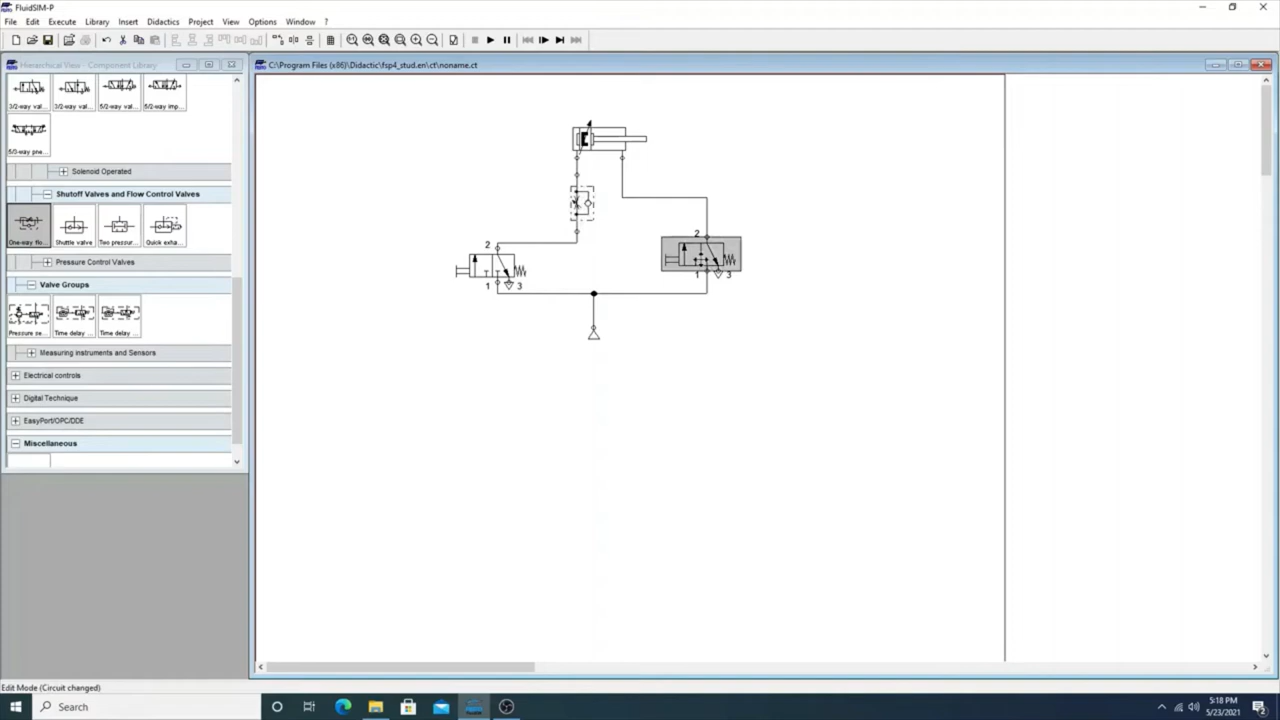 FluidSIM-P
File Edit Execute Library Insert Didactics Project View Options Window ?
Hierarchical View - Component Library
C:\Program Files (x86)\Didactic\fsp4_stud.en\ct\noname.ct
3/2-way val... 3/2-way val... 5/2-way val... 5/2-way imp...
5/3-way pne...
Solenoid Operated
Shutoff Valves and Flow Control Valves
One-way flo... Shuttle valve Two pressur... Quick exha...
Pressure Control Valves
Valve Groups
Pressure se... Time delay ... Time delay ...
Measuring instruments and Sensors
Electrical controls
Digital Technique
EasyPort/OPC/DDE
Miscellaneous
2
2
1 3
1 3
Edit Mode (Circuit changed)
Search
5:18 PM
5/23/2021
2